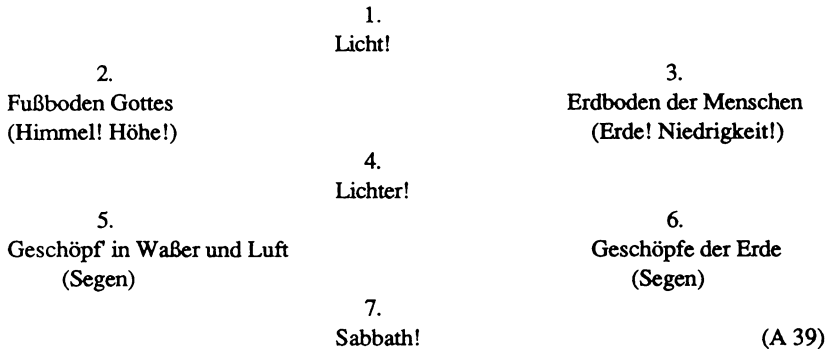 1.
Licht!
2. 3.
Fußboden Gottes Erdboden der Menschen
(Himmel! Höhe!) (Erde! Niedrigkeit!)
4.
Lichter!
5. 6.
Geschöpf' in Waßer und Luft Geschöpfe der Erde
(Segen) (Segen)
7.
Sabbath! (A 39)